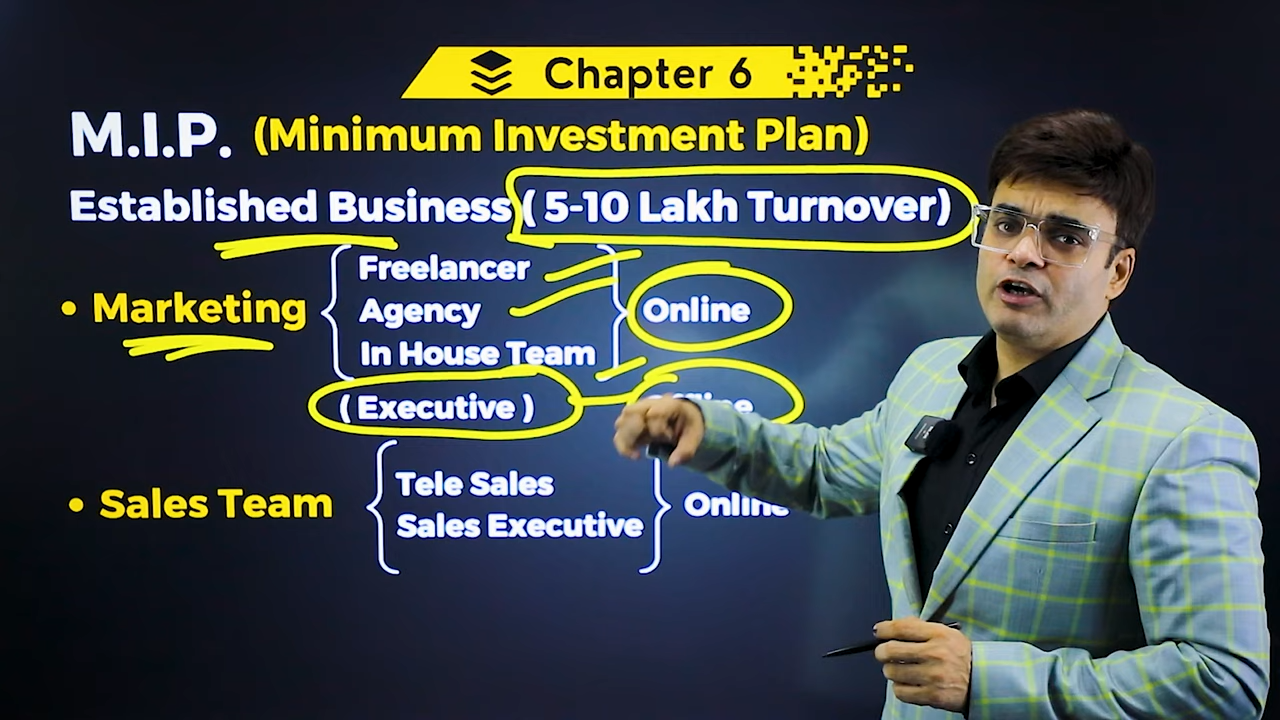 Chapter 6
M.I.P. (Minimum Investment Plan)
Established Business ( 5-10 Lakh Turnover)
• Marketing
Freelancer
Agency
In House Team
Online
( Executive )
• Sales Team
Tele Sales
Sales Executive
Online